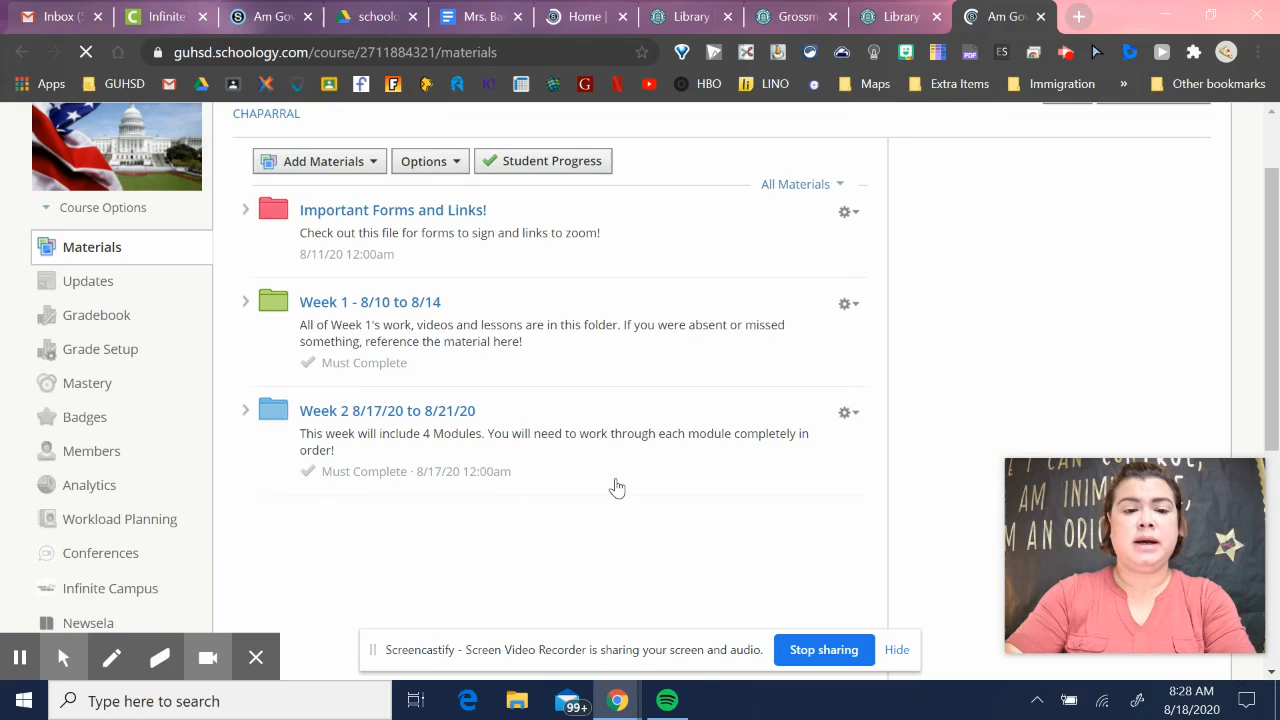 Inbox (
Infinite
Am Gov
schoolo
Mrs. Ba
Home |
Library
Grossm
Library
Am Gov
guhsd.schoology.com/course/2711884321/materials
Apps
GUHSD
HBO
LINO
Maps
Extra Items
Immigration
»
Other bookmarks
CHAPARRAL
Add Materials
Options
Student Progress
All Materials
Course Options
Materials
Updates
Gradebook
Grade Setup
Mastery
Badges
Members
Analytics
Workload Planning
Conferences
Infinite Campus
Newsela
Important Forms and Links!
Check out this file for forms to sign and links to zoom!
8/11/20 12:00am
Week 1 - 8/10 to 8/14
All of Week 1's work, videos and lessons are in this folder. If you were absent or missed
something, reference the material here!
Must Complete
Week 2 8/17/20 to 8/21/20
This week will include 4 Modules. You will need to work through each module completely in
order!
Must Complete · 8/17/20 12:00am
I CAN CONTROL,
AM INIM
M AN ORI
Screencastify - Screen Video Recorder is sharing your screen and audio.
Stop sharing
Hide
Type here to search
99+
8:28 AM
8/18/2020